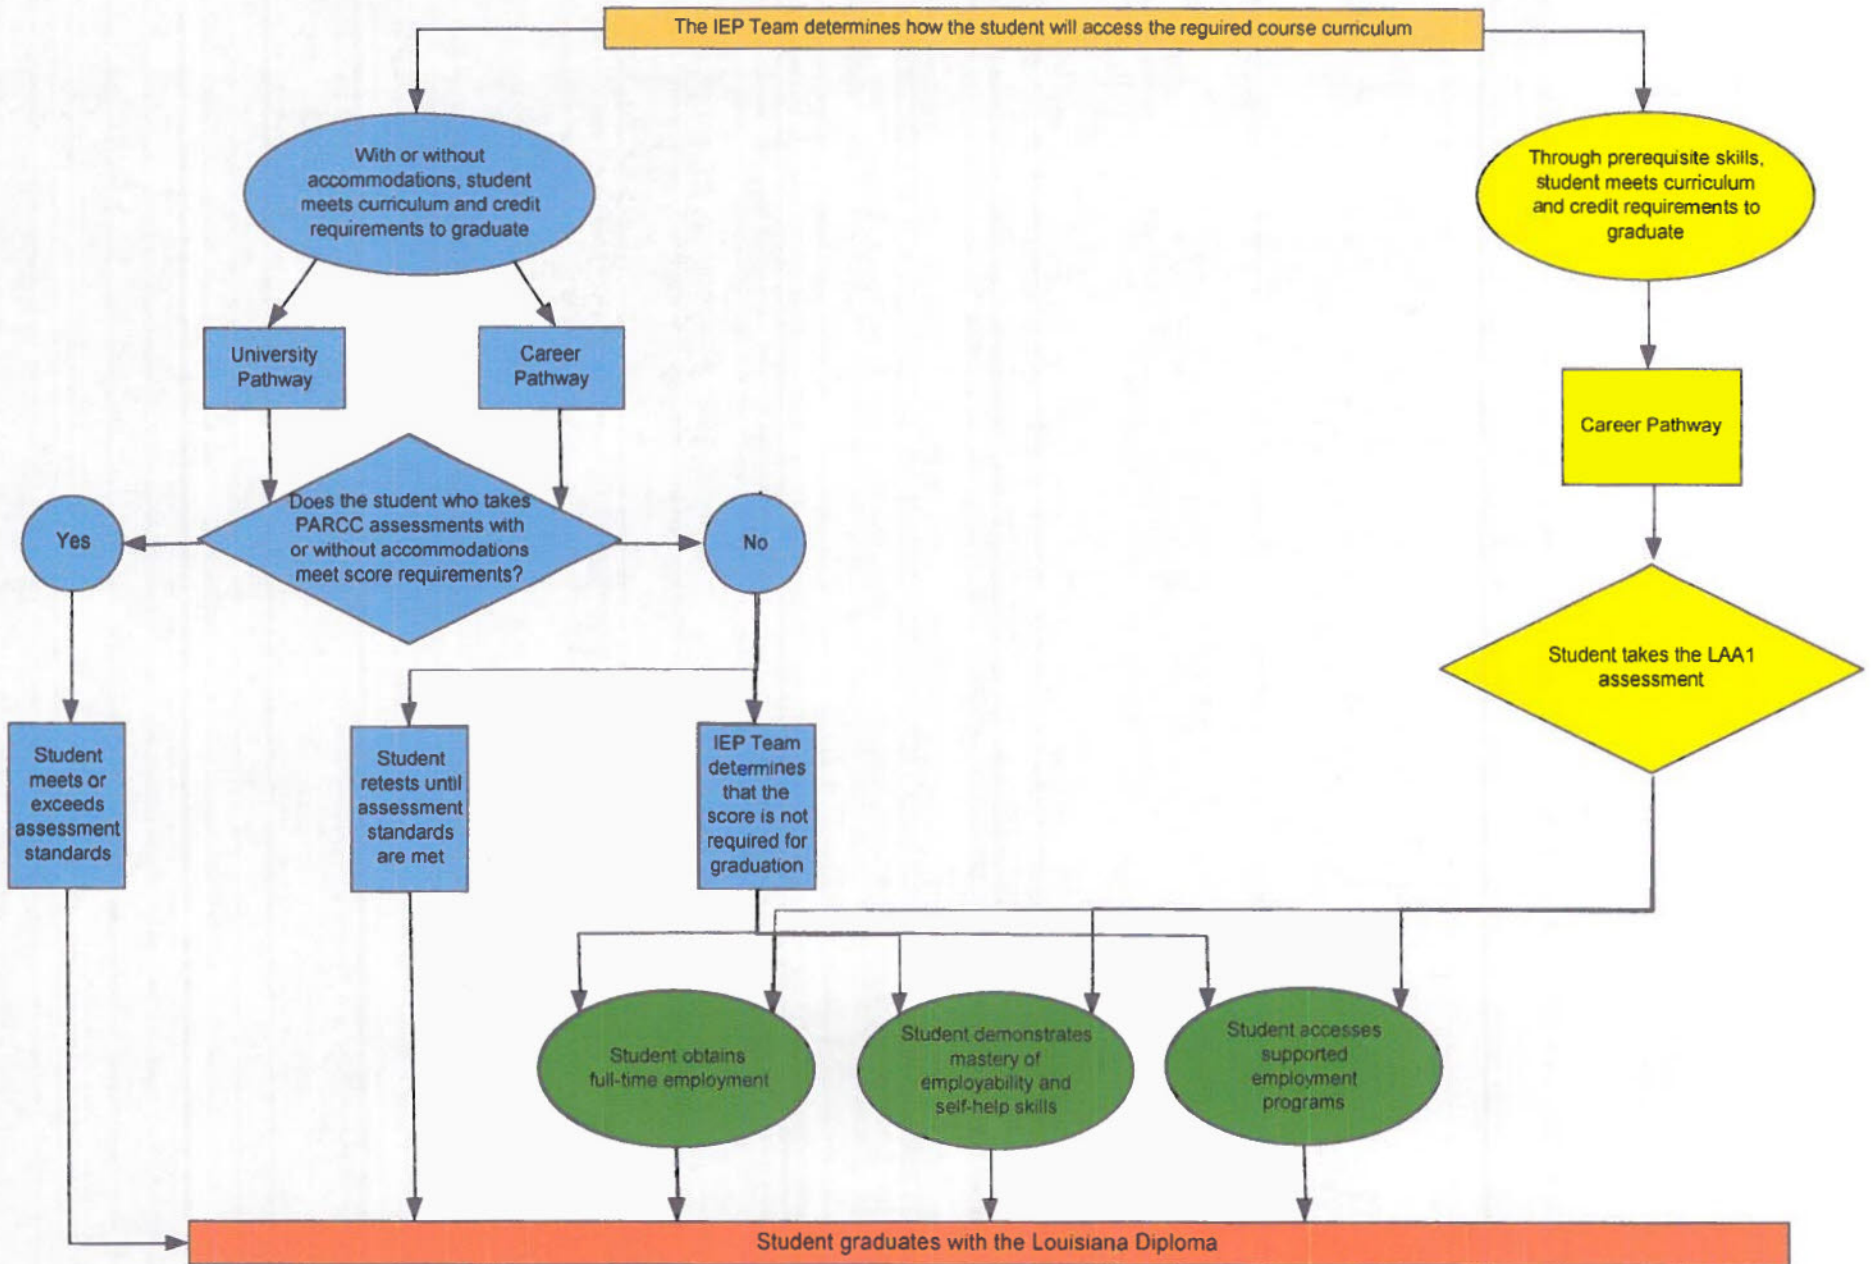 The IEP Team determines how the student will access the reguired course curriculum
With or without
accommodations, student
meets curriculum and credit
requirements to graduate
Through prerequisite skills,
student meets curriculum
and credit requirements to
graduate
University
Pathway
Career
Pathway
Career Pathway
Does the student who takes
PARCC assessments with
or without accommodations
meet score requirements?
Yes
No
Student takes the LAA1
assessment
Student
meets or
exceeds
assessment
standards
Student
retests until
assessment
standards
are met
IEP Team
determines
that the
score is not
required for
graduation
Student obtains
full-time employment
Student demonstrates
mastery of
employability and
self-help skills
Student accesses
supported
employment
programs
Student graduates with the Louisiana Diploma